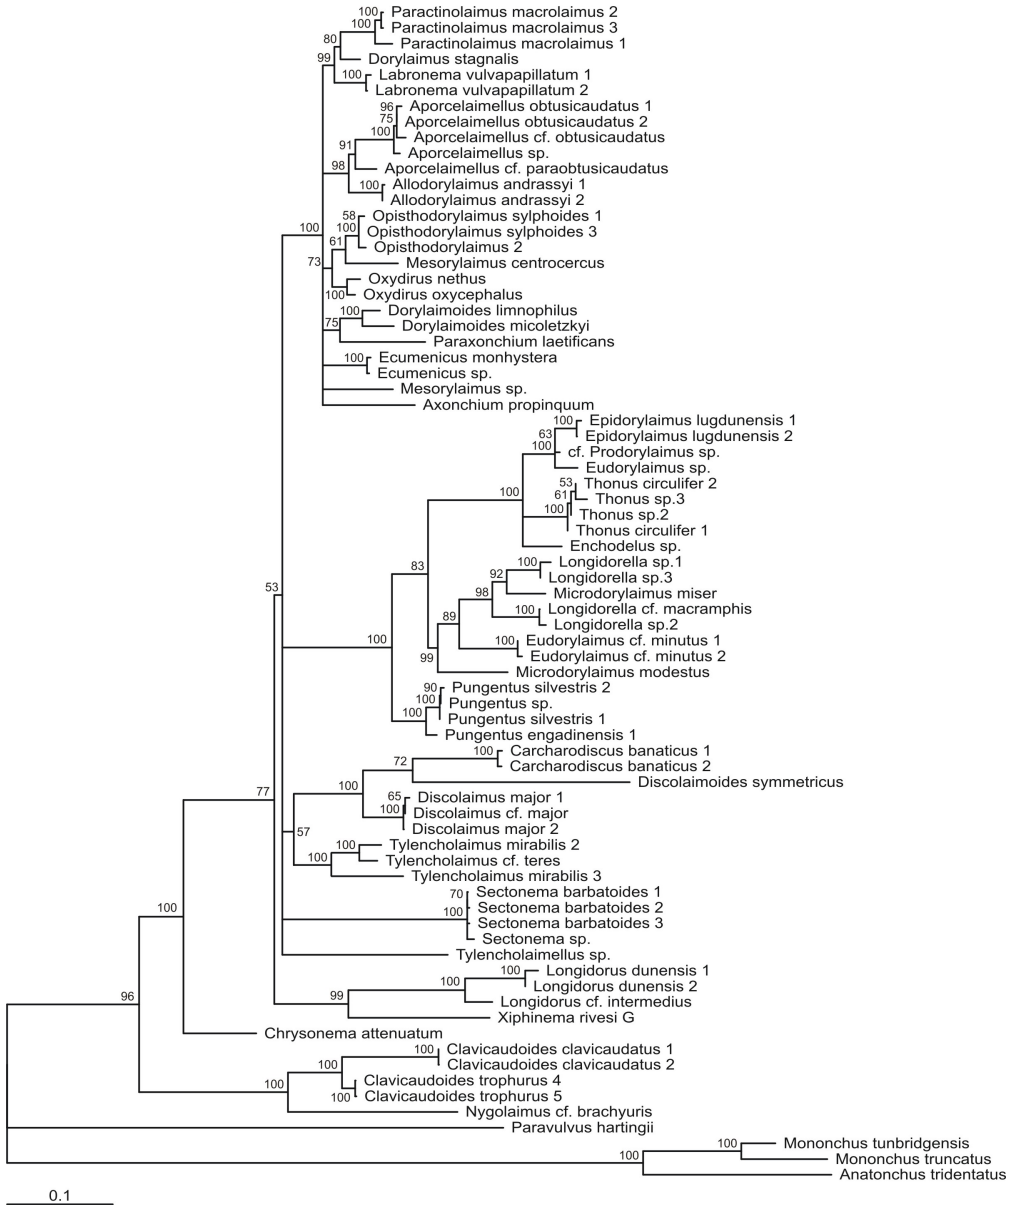 100 Paractinolaimus macrolaimus 2
100 Paractinolaimus macrolaimus 3
80 Paractinolaimus macrolaimus 1
99 Dorylaimus stagnalis
100 Labronema vulvapapillatum 1
Labronema vulvapapillatum 2
96 Aporcelaimellus obtusicaudatus 1
75 Aporcelaimellus obtusicaudatus 2
100 Aporcelaimellus cf. obtusicaudatus
91 Aporcelaimellus sp.
98 Aporcelaimellus cf. paraobtusicaudatus
100 Allodorylaimus andrassyi 1
Allodorylaimus andrassyi 2
58 Opisthodorylaimus sylphoides 1
100 100 Opisthodorylaimus sylphoides 3
61 Opisthodorylaimus 2
73 Mesorylaimus centrocercus
Oxydirus nethus
100 Oxydirus oxycephalus
100 Dorylaimoides limnophilus
75 Dorylaimoides micoletzkyi
Paraxonchium laetificans
100 Ecumenicus monhystera
Ecumenicus sp.
Mesorylaimus sp.
Axonchium propinquum
100 Epidorylaimus lugdunensis 1
63 Epidorylaimus lugdunensis 2
100 cf. Prodorylaimus sp.
Eudorylaimus sp.
53 Thonus circulifer 2
100 61 Thonus sp.3
100 Thonus sp.2
Thonus circulifer 1
Enchodelus sp.
100 Longidorella sp.1
83 92 Longidorella sp.3
53 98 Microdorylaimus miser
100 Longidorella cf. macramphis
89 Longidorella sp.2
100 100 Eudorylaimus cf. minutus 1
99 Eudorylaimus cf. minutus 2
Microdorylaimus modestus
90 Pungentus silvestris 2
100 Pungentus sp.
100 Pungentus silvestris 1
Pungentus engadinensis 1
100 Carcharodiscus banaticus 1
72 Carcharodiscus banaticus 2
100 Discolaimoides symmetricus
77 65 Discolaimus major 1
100 Discolaimus cf. major
57 Discolaimus major 2
100 Tylencholaimus mirabilis 2
100 Tylencholaimus cf. teres
Tylencholaimus mirabilis 3
70 Sectonema barbatoides 1
100 100 Sectonema barbatoides 2
Sectonema barbatoides 3
Sectonema sp.
Tylencholaimellus sp.
100 Longidorus dunensis 1
100 Longidorus dunensis 2
96 99 Longidorus cf. intermedius
Xiphinema rivesi G
Chrysonema attenuatum
100 Clavicaudoides clavicaudatus 1
100 Clavicaudoides clavicaudatus 2
100 Clavicaudoides trophurus 4
100 Clavicaudoides trophurus 5
Nygolaimus cf. brachyuris
Paravulvus hartingii
100 Mononchus tunbridgensis
100 Mononchus truncatus
Anatonchus tridentatus
0.1